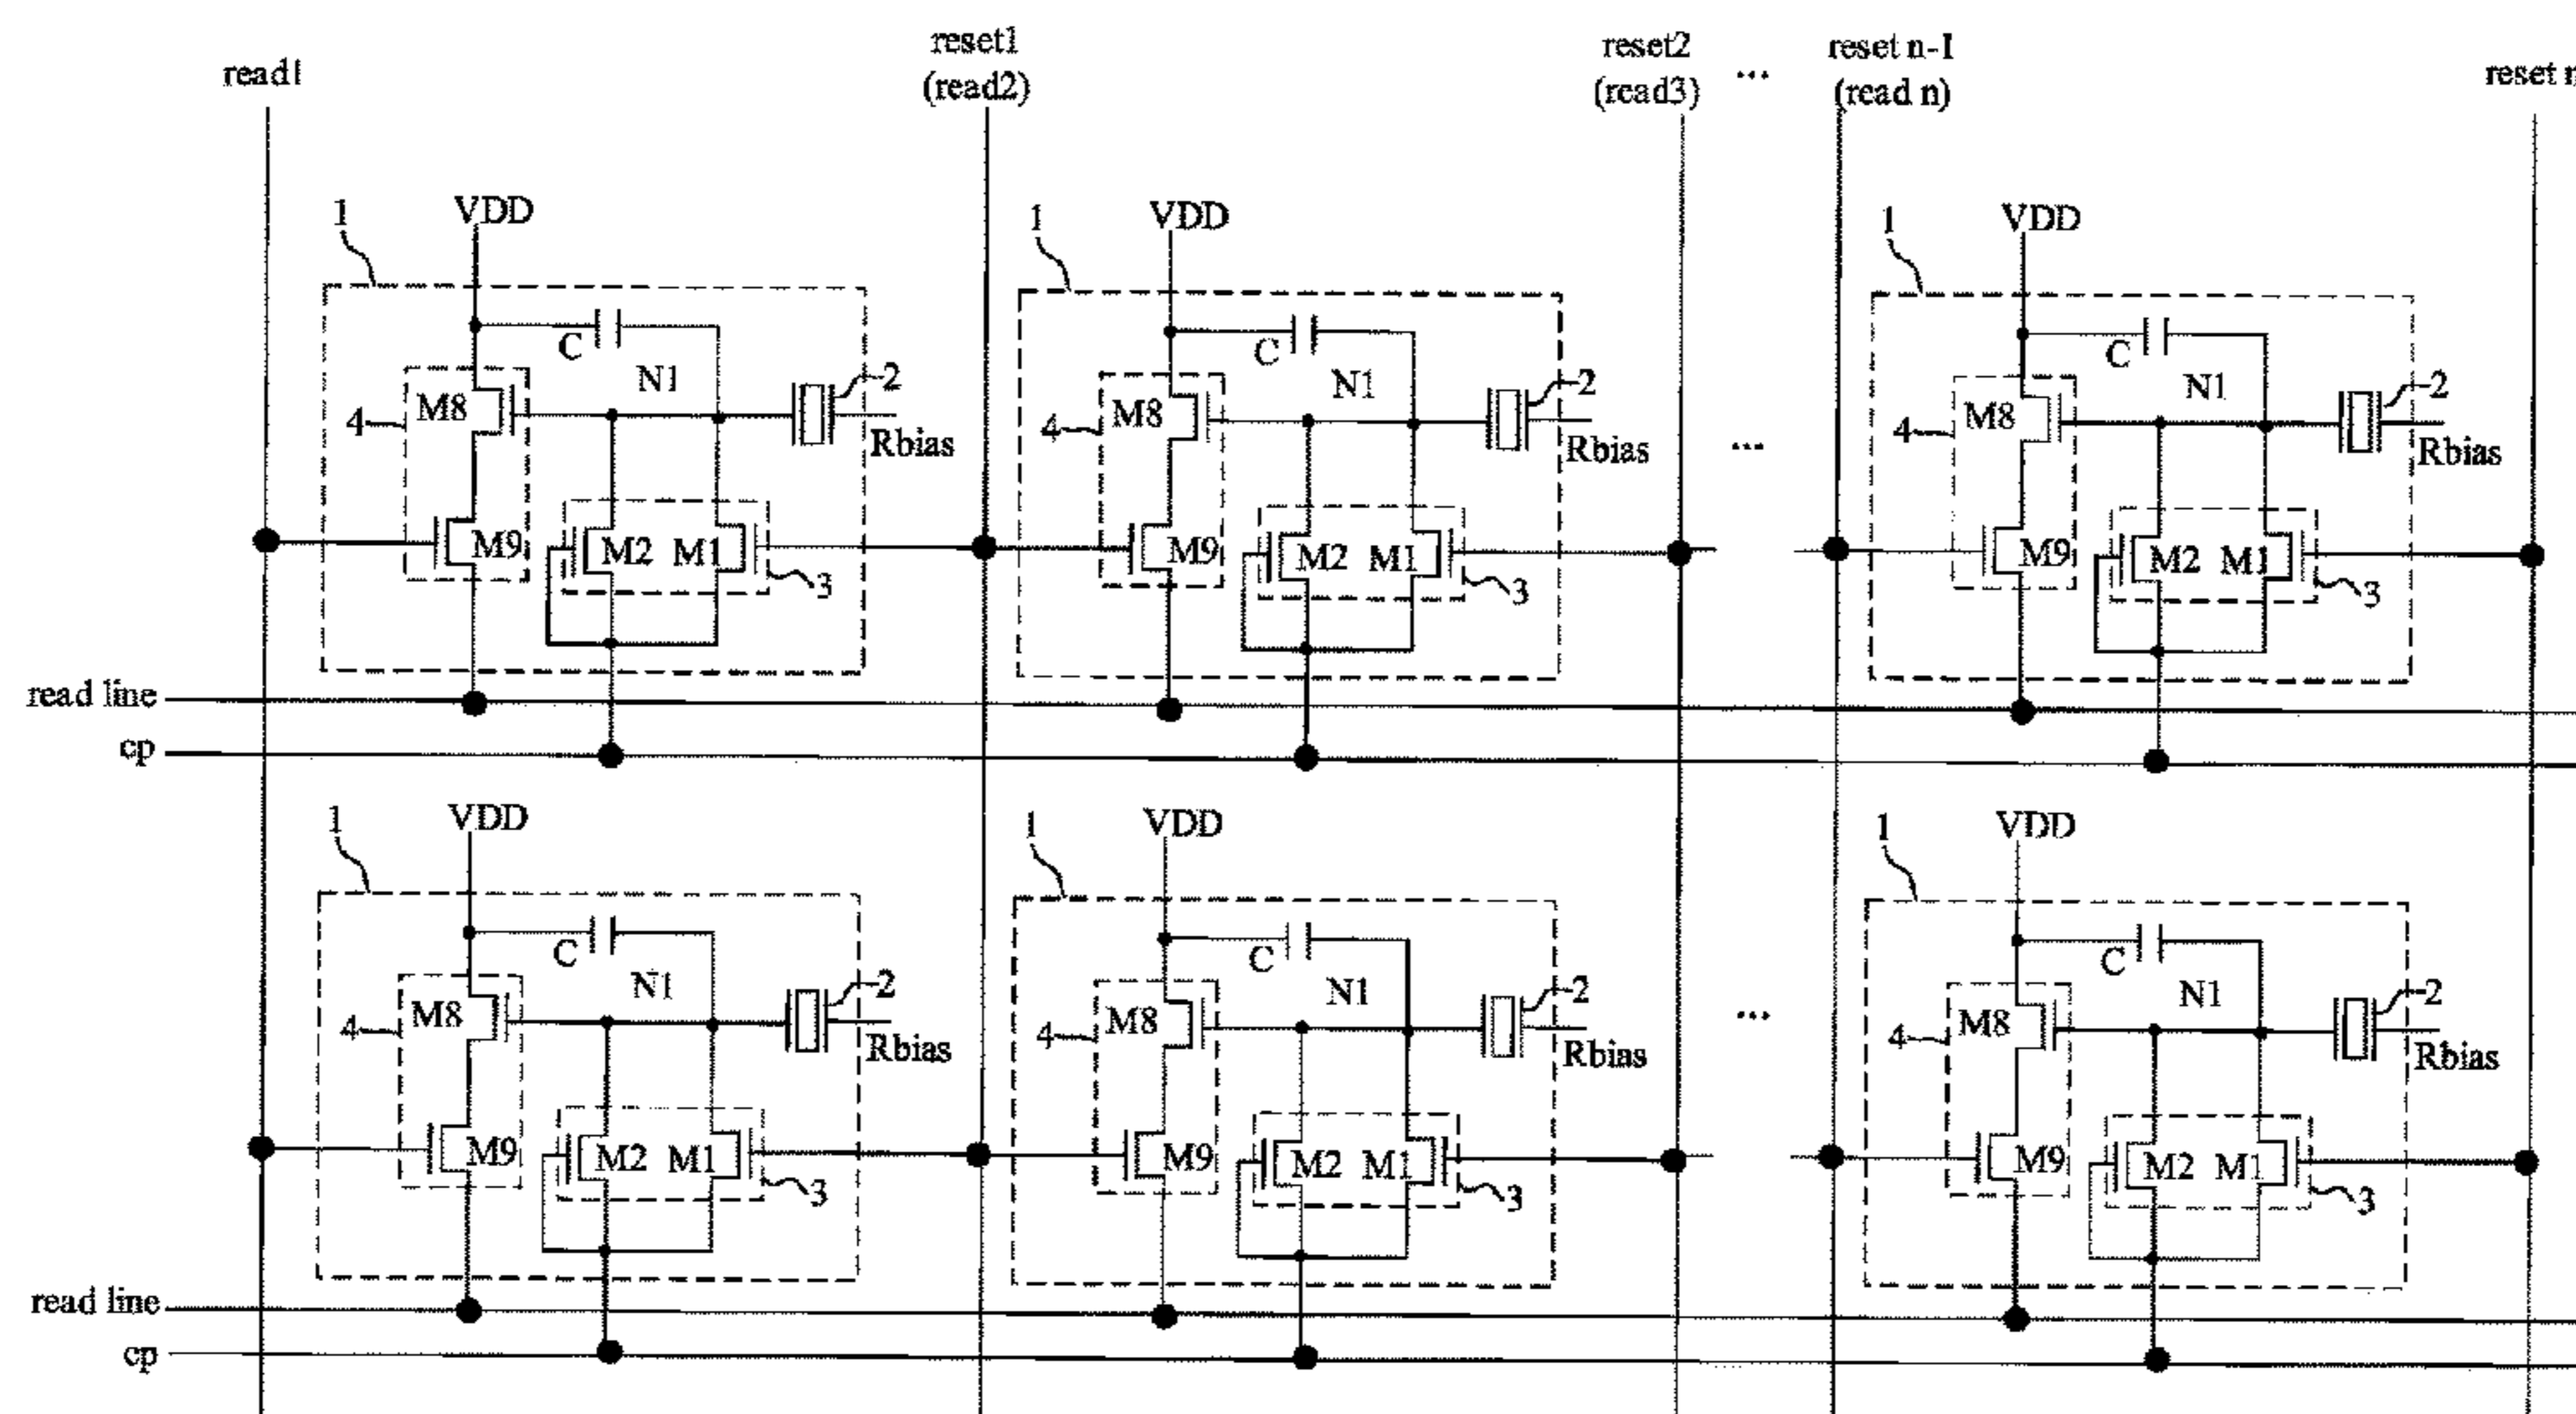 read1
reset1
(read2)
reset2
(read3)
...
reset n-1
(read n)
reset n
1
VDD
C
N1
2
M8
4
Rbias
M9
M2
M1
3
1
VDD
C
N1
2
M8
4
Rbias
M9
M2
M1
3
...
1
VDD
C
N1
2
M8
4
Rbias
M9
M2
M1
3
read line
cp
1
VDD
C
N1
2
M8
4
Rbias
M9
M2
M1
3
1
VDD
C
N1
2
M8
4
Rbias
M9
M2
M1
3
...
1
VDD
C
N1
2
M8
4
Rbias
M9
M2
M1
3
read line
cp